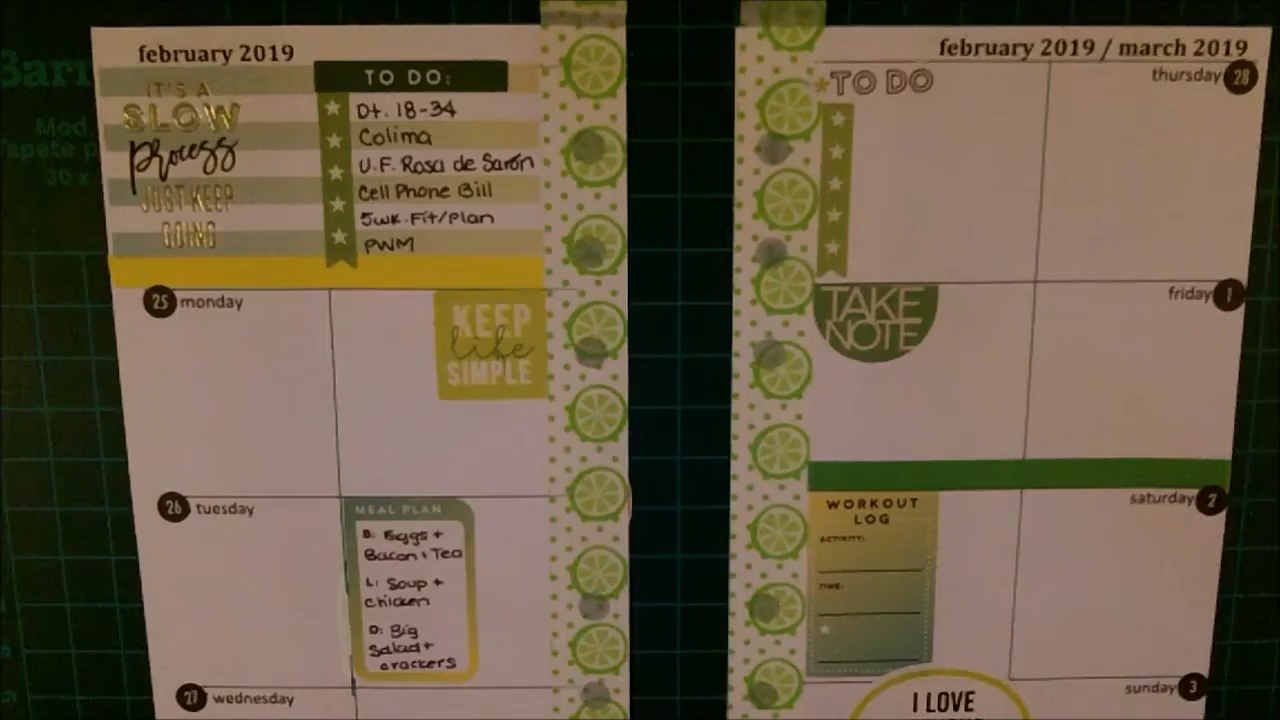 february 2019
IT'S A
SLOW
process
JUST KEEP
GOING
TO DO:
Dt. 18-34
Colima
U.F. Rosa de Sarón
Cell Phone Bill
5wk Fit/Plan
PWM
25 monday
KEEP
life
SIMPLE
26 tuesday
MEAL PLAN
B: Eggs +
Bacon + Tea
L: Soup +
chicken
D: Big
Salad +
crackers
27 wednesday
february 2019 / march 2019
*TO DO
thursday 28
TAKE
NOTE
friday 1
WORKOUT
LOG
ACTIVITY:
TIME:
saturday 2
I LOVE
sunday 3